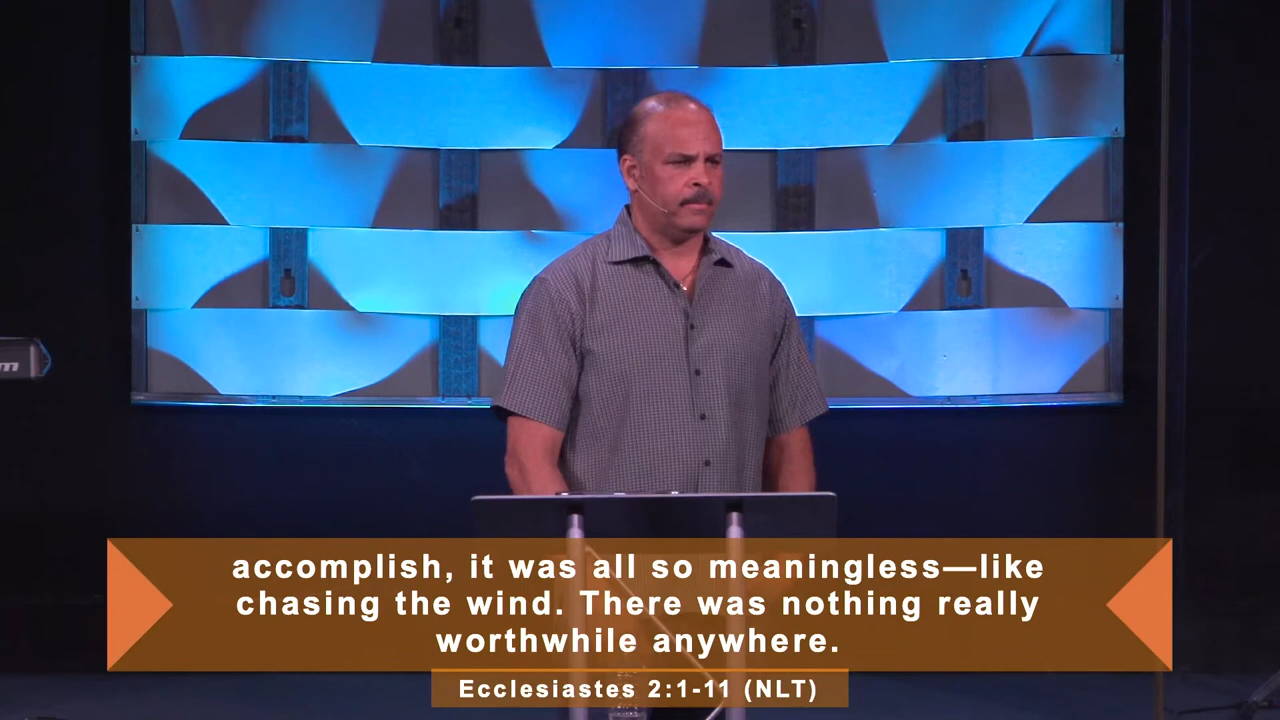 accomplish, it was all so meaningless—like
chasing the wind. There was nothing really
worthwhile anywhere.
Ecclesiastes 2:1-11 (NLT)